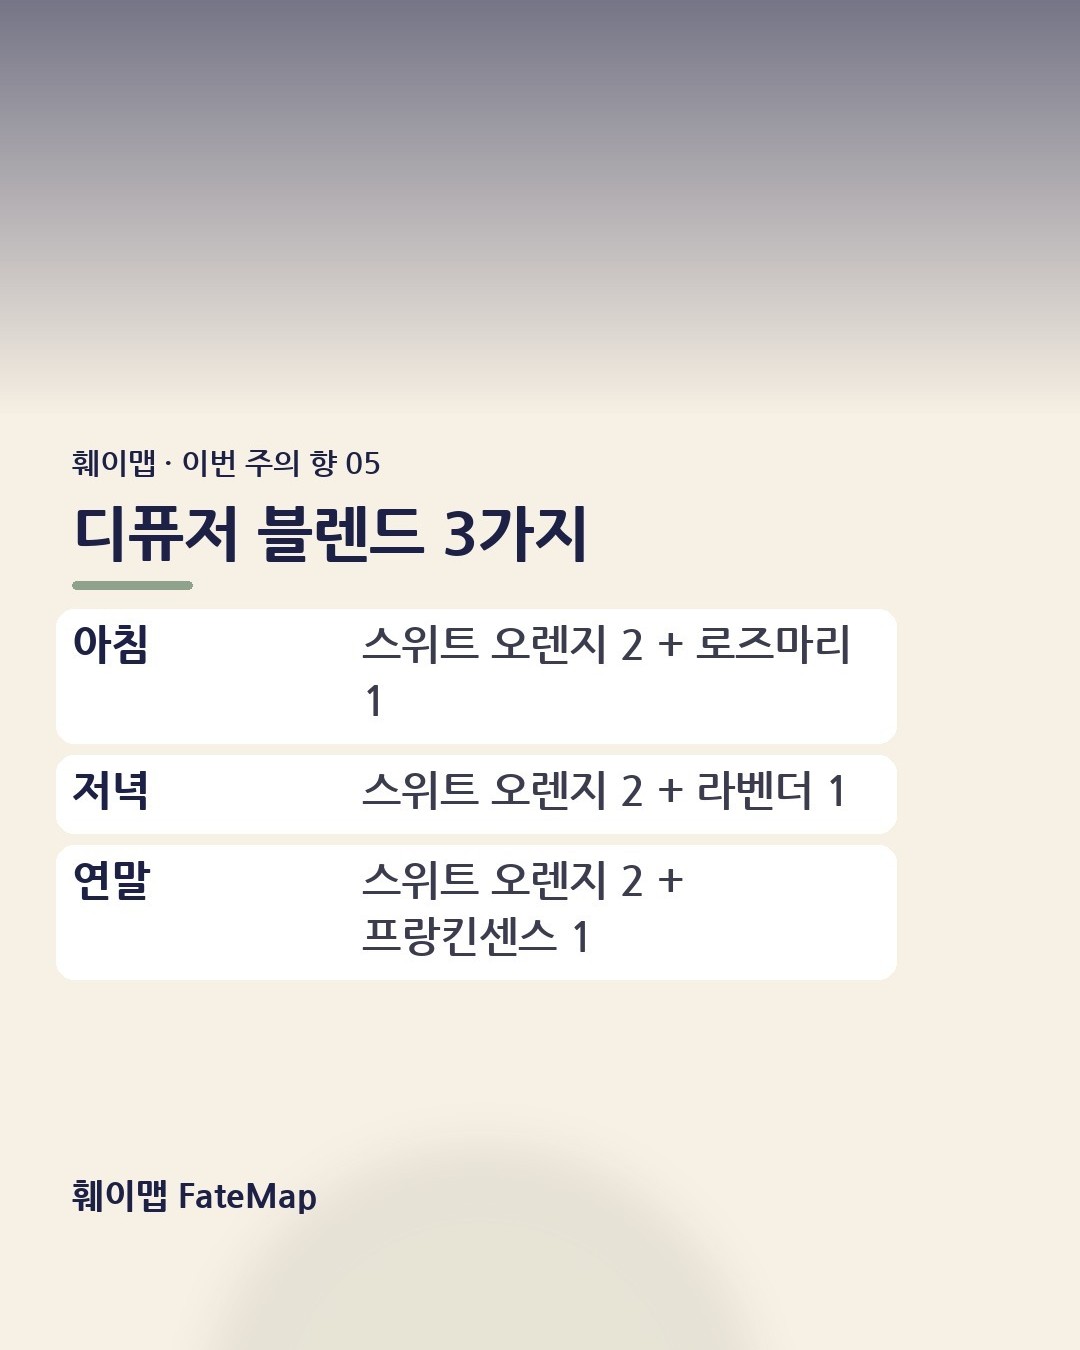 훼이맵 · 이번 주의 향 05
디퓨저 블렌드 3가지
아침 스위트 오렌지 2 + 로즈마리
1
저녁 스위트 오렌지 2 + 라벤더 1
연말 스위트 오렌지 2 +
프랑킨센스 1
훼이맵 FateMap